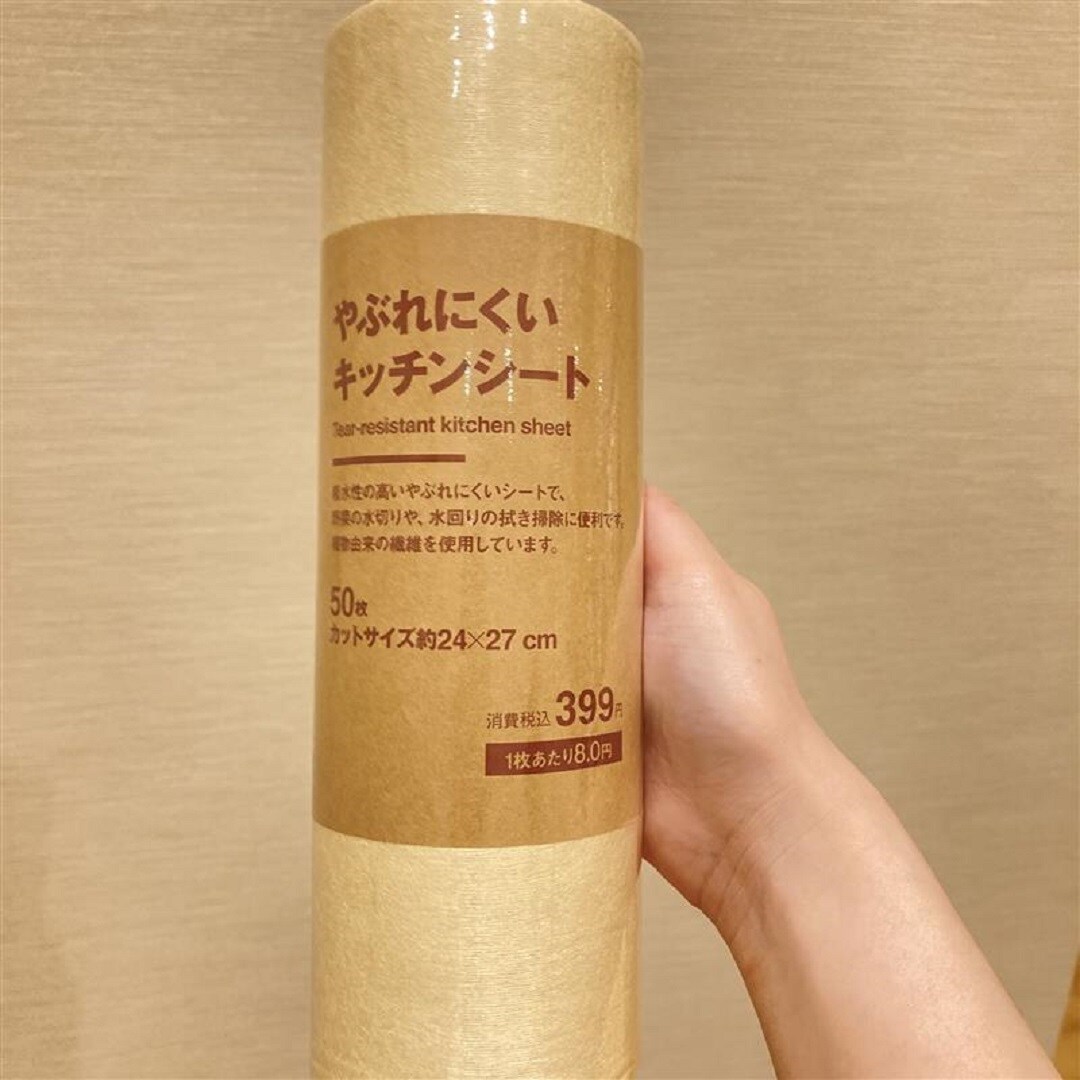 やぶれにくい
キッチンシート
Tear-resistant kitchen sheet
吸水性の高いやぶれにくいシートで、
野菜の水切りや、水回りの拭き掃除に便利です。
植物由来の繊維を使用しています。
50枚
カットサイズ約24×27 cm
消費税込399円
1枚あたり8.0円